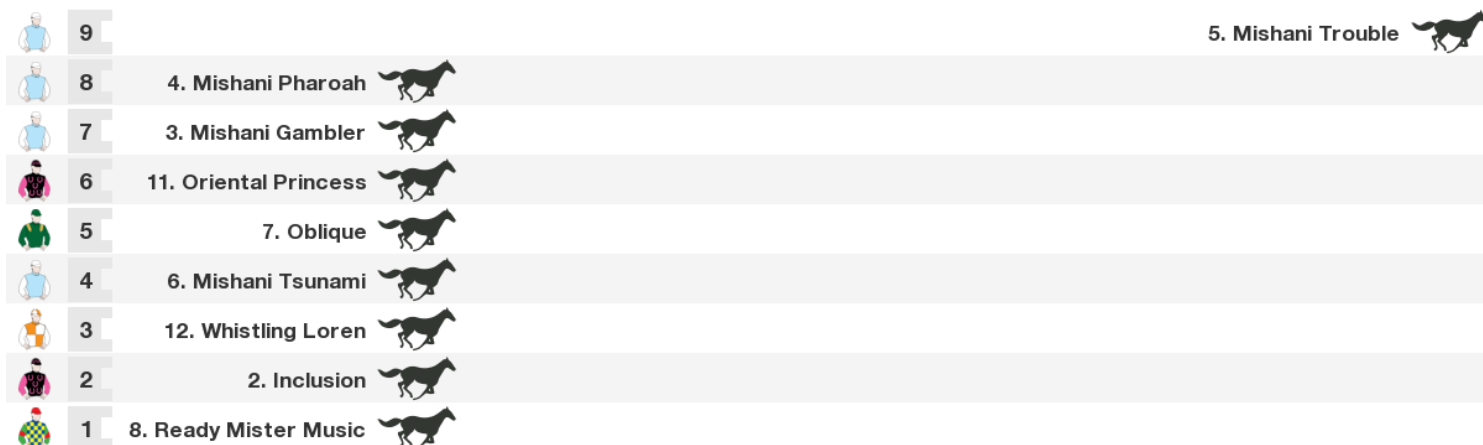 9 5. Mishani Trouble
8 4. Mishani Pharoah
7 3. Mishani Gambler
6 11. Oriental Princess
5 7. Oblique
4 6. Mishani Tsunami
3 12. Whistling Loren
2 2. Inclusion
1 8. Ready Mister Music